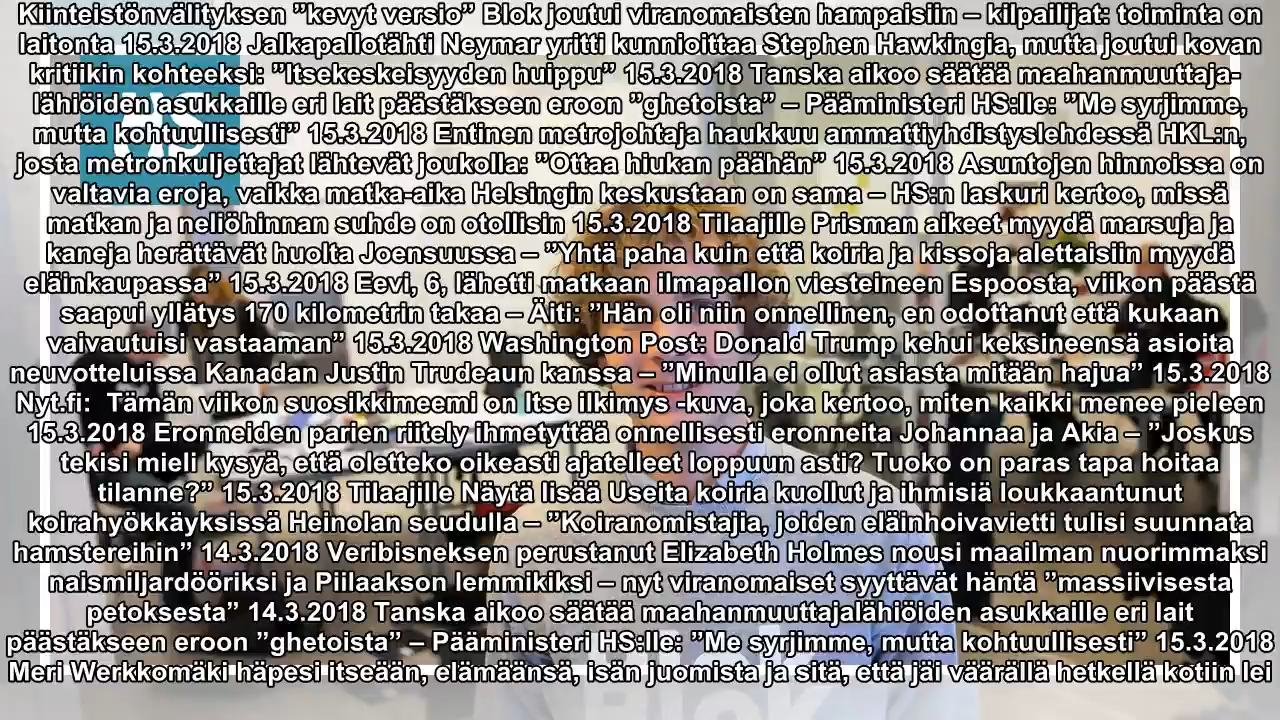 Kiinteistönvälityksen ”kevyt versio” Blok joutui viranomaisten hampaisiin – kilpailijat: toiminta on
laitonta 15.3.2018 Jalkapallotähti Neymar yritti kunnioittaa Stephen Hawkingia, mutta joutui kovan
kritiikin kohteeksi: ”Itsekeskeisyyden huippu” 15.3.2018 Tanska aikoo säätää maahanmuuttaja-
lähiöiden asukkaille eri lait päästäkseen eroon ”ghetoista” – Pääministeri HS:lle: ”Me syrjimme,
mutta kohtuullisesti” 15.3.2018 Entinen metrojohtaja haukkuu ammattiyhdistyslehdessä HKL:n,
josta metronkuljettajat lähtevät joukolla: ”Ottaa hiukan päähän” 15.3.2018 Asuntojen hinnoissa on
valtavia eroja, vaikka matka-aika Helsingin keskustaan on sama – HS:n laskuri kertoo, missä
matkan ja neliöhinnan suhde on otollisin 15.3.2018 Tilaajille Prisman aikeet myydä marsuja ja
kaneja herättävät huolta Joensuussa – ”Yhtä paha kuin että koiria ja kissoja alettaisiin myydä
eläinkaupassa” 15.3.2018 Eevi, 6, lähetti matkaan ilmapallon viesteineen Espoosta, viikon päästä
saapui yllätys 170 kilometrin takaa – Äiti: ”Hän oli niin onnellinen, en odottanut että kukaan
vaivautuisi vastaaman” 15.3.2018 Washington Post: Donald Trump kehui keksineensä asioita
neuvotteluissa Kanadan Justin Trudeaun kanssa – ”Minulla ei ollut asiasta mitään hajua” 15.3.2018
Nyt.fi: Tämän viikon suosikkimeemi on Itse ilkimys -kuva, joka kertoo, miten kaikki menee pieleen
15.3.2018 Eronneiden parien riitely ihmetyttää onnellisesti eronneita Johannaa ja Akia – ”Joskus
tekisi mieli kysyä, että oletteko oikeasti ajatelleet loppuun asti? Tuoko on paras tapa hoitaa
tilanne?” 15.3.2018 Tilaajille Näytä lisää Useita koiria kuollut ja ihmisiä loukkaantunut
koirahyökkäyksissä Heinolan seudulla – ”Koiranomistajia, joiden eläinhoivavietti tulisi suunnata
hamstereihin” 14.3.2018 Veribisneksen perustanut Elizabeth Holmes nousi maailman nuorimmaksi
naismiljardööriksi ja Piilaakson lemmikiksi – nyt viranomaiset syyttävät häntä ”massiivisesta
petoksesta” 14.3.2018 Tanska aikoo säätää maahanmuuttajalähiöiden asukkaille eri lait
päästäkseen eroon ”ghetoista” – Pääministeri HS:lle: ”Me syrjimme, mutta kohtuullisesti” 15.3.2018
Meri Werkkomäki häpesi itseään, elämäänsä, isän juomista ja sitä, että jäi väärällä hetkellä kotiin lei
HS
Blok